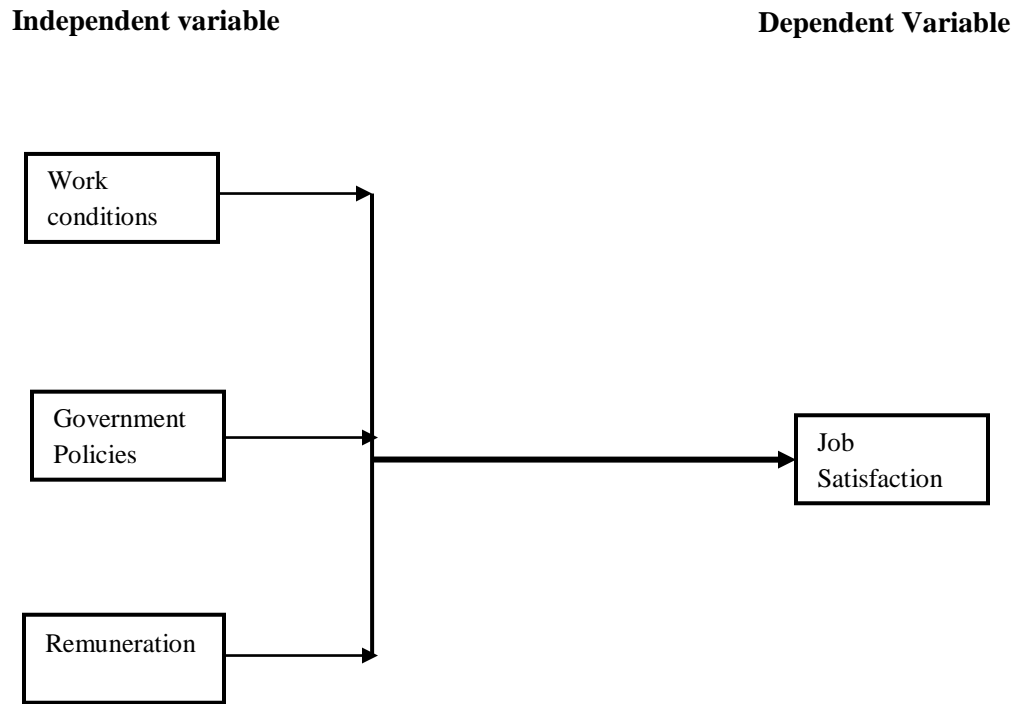 Independent variable
Dependent Variable
Work
conditions
Government
Policies
Job
Satisfaction
Remuneration